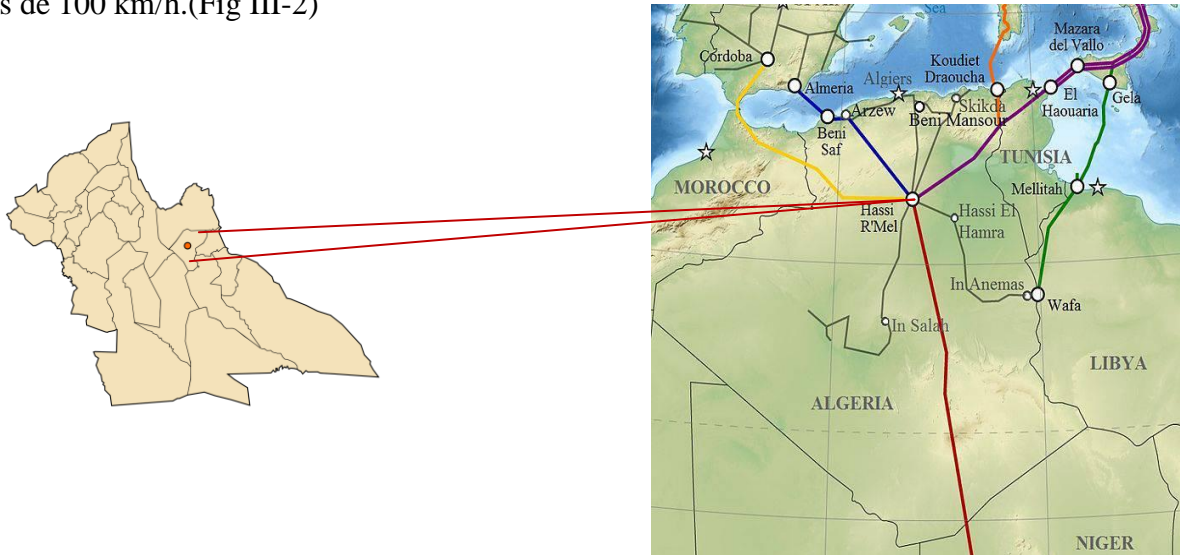 s de 100 km/h.(Fig III-2)
Sea
Mazara
del Vallo
Córdoba
Koudiet
Draoucha
Algiers
Almería
El
Haouaria
Gela
Skikda
Arzew
Beni Mansour
Beni
Saf
TUNISIA
MOROCCO
Mellitah
Hassi
R'Mel
Hassi El
Hamra
In Anemas
Wafa
In Salah
LIBYA
ALGERIA
NIGER